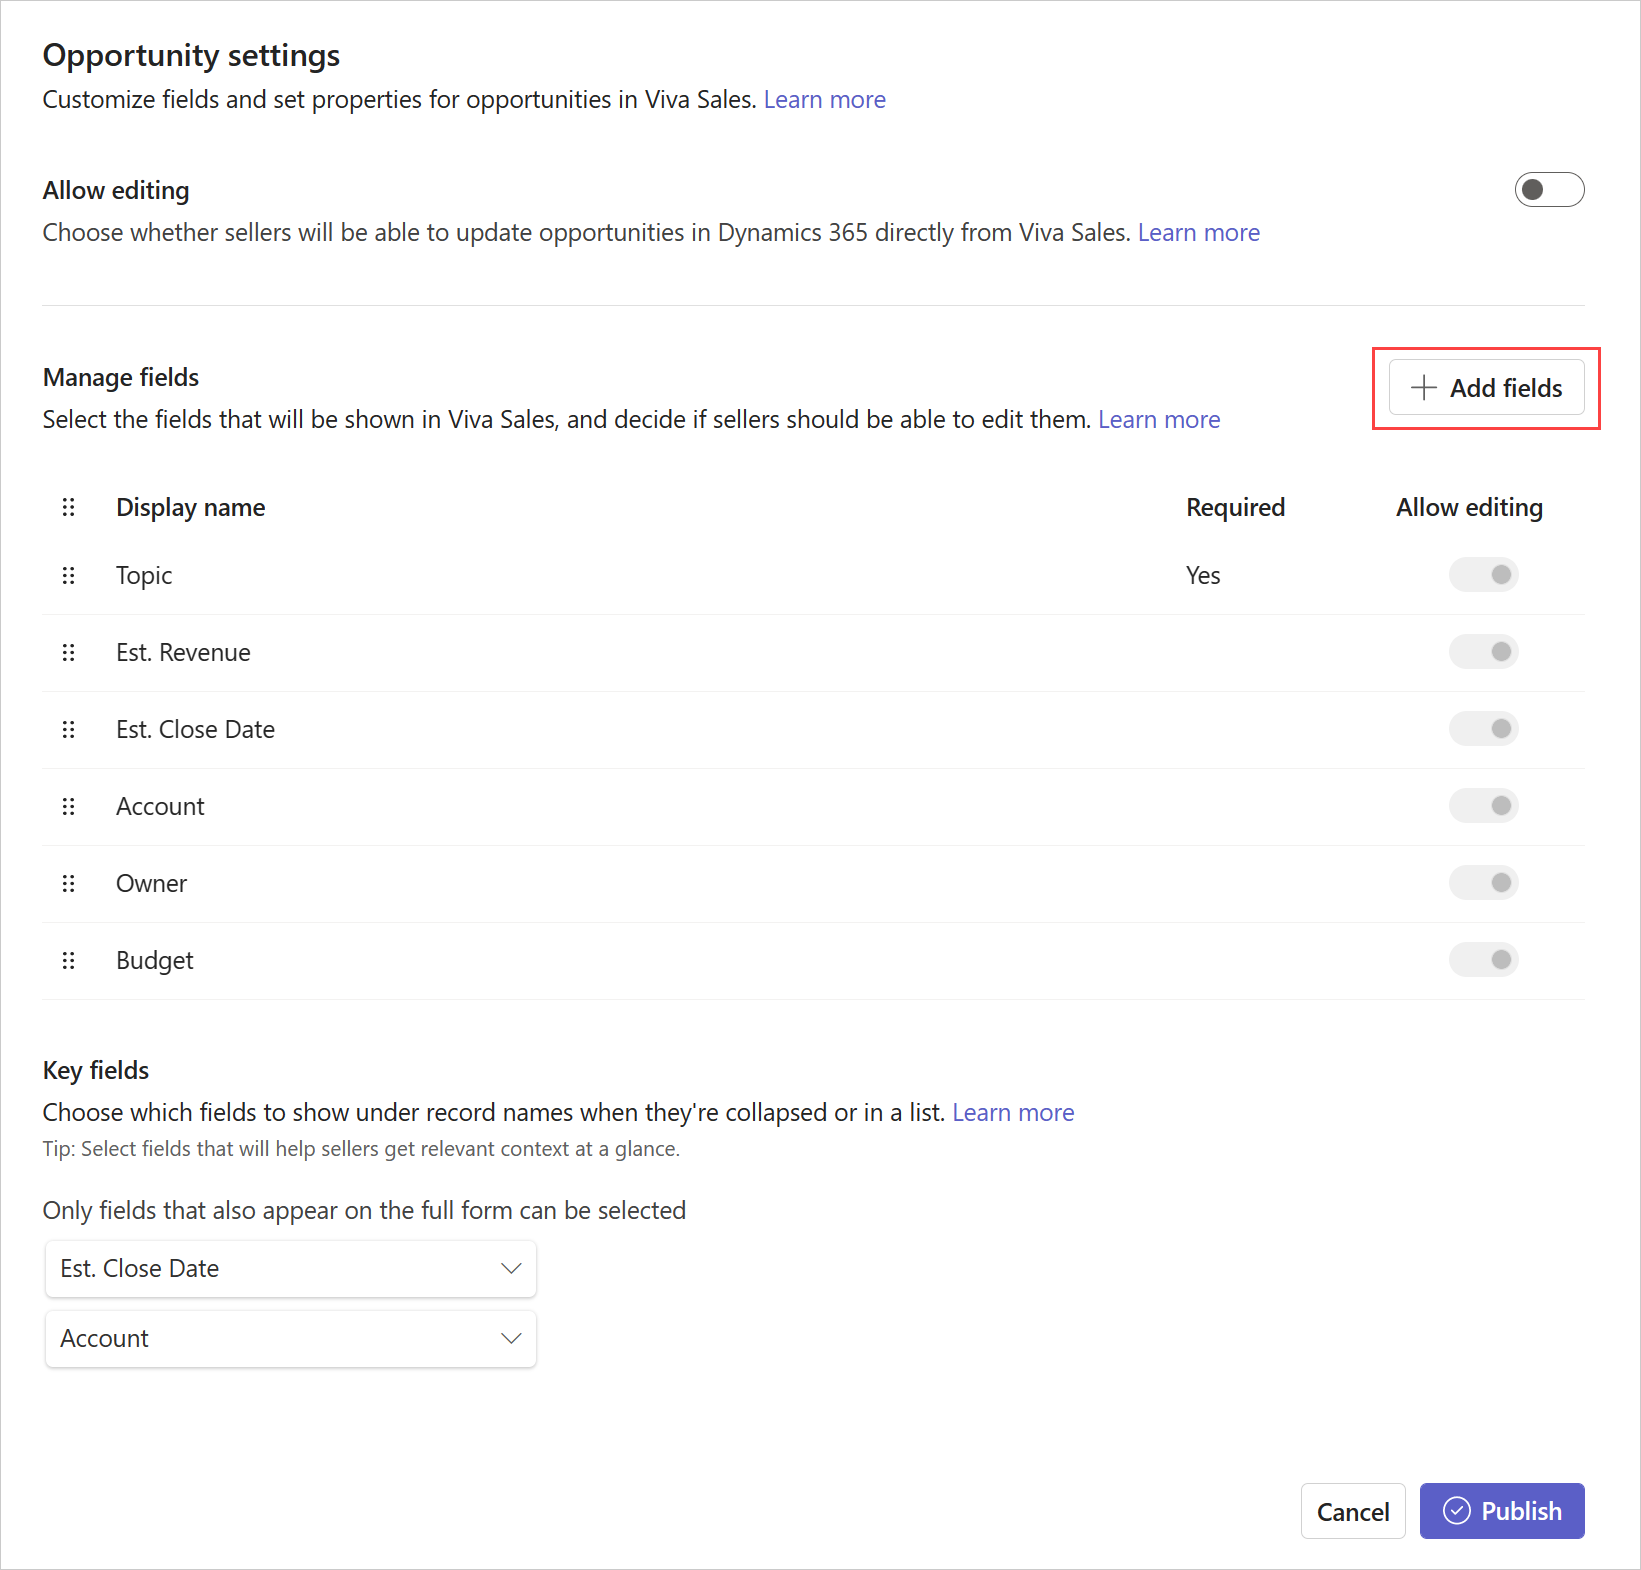 Opportunity settings
Customize fields and set properties for opportunities in Viva Sales. Learn more
Allow editing
Choose whether sellers will be able to update opportunities in Dynamics 365 directly from Viva Sales. Learn more
Manage fields
Add fields
Select the fields that will be shown in Viva Sales, and decide if sellers should be able to edit them. Learn more
Display name Required Allow editing
Topic Yes
Est. Revenue
Est. Close Date
Account
Owner
Budget
Key fields
Choose which fields to show under record names when they're collapsed or in a list. Learn more
Tip: Select fields that will help sellers get relevant context at a glance.
Only fields that also appear on the full form can be selected
Est. Close Date
Account
Cancel Publish